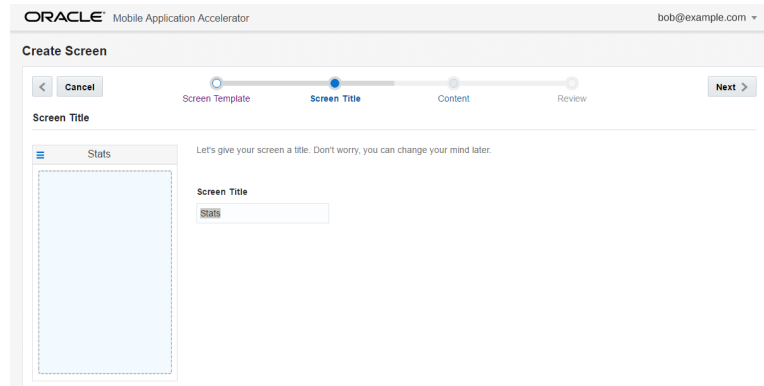 ORACLE® Mobile Application Accelerator bob@example.com
Create Screen
Cancel Next
Screen Template Screen Title Content Review
Screen Title
Stats
Let's give your screen a title. Don't worry, you can change your mind later.
Screen Title
Stats